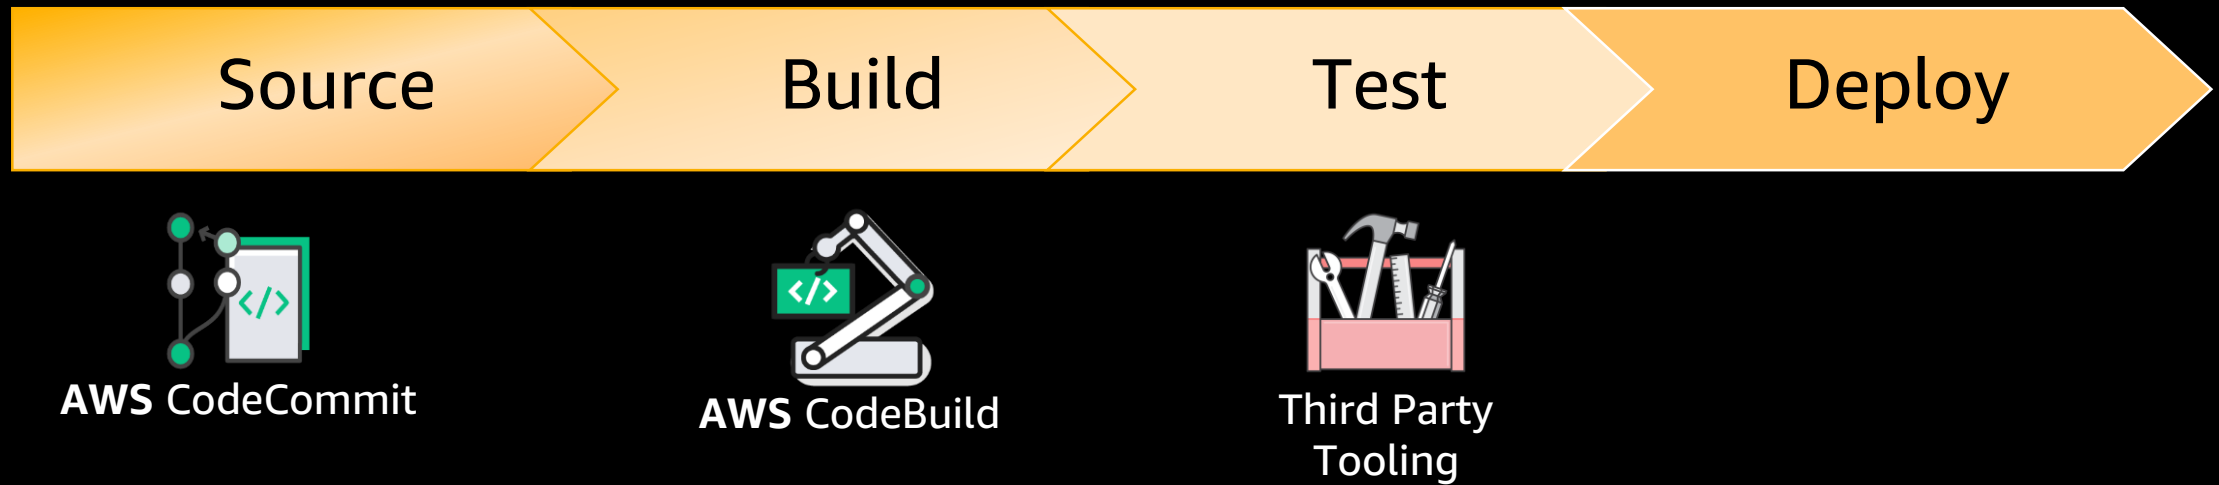 Source
Build
Test
Deploy
</>
</>
AWS CodeCommit
AWS CodeBuild
Third Party
Tooling